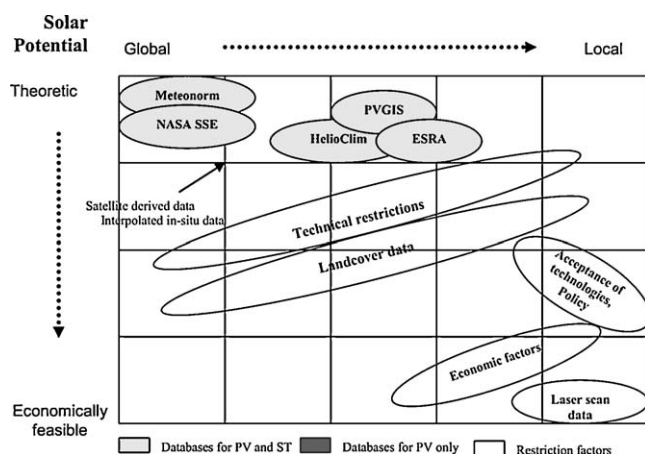 Solar
Potential
Global
Local
Theoretic
Meteonorm
PVGIS
NASA SSE
HelioClim
ESRA
Satellite derived data
Interpolated in-situ data
Technical restrictions
Landcover data
Acceptance of
technologies,
Policy
Economic factors
Laser scan
data
Economically
feasible
Databases for PV and ST
Databases for PV only
Restriction factors